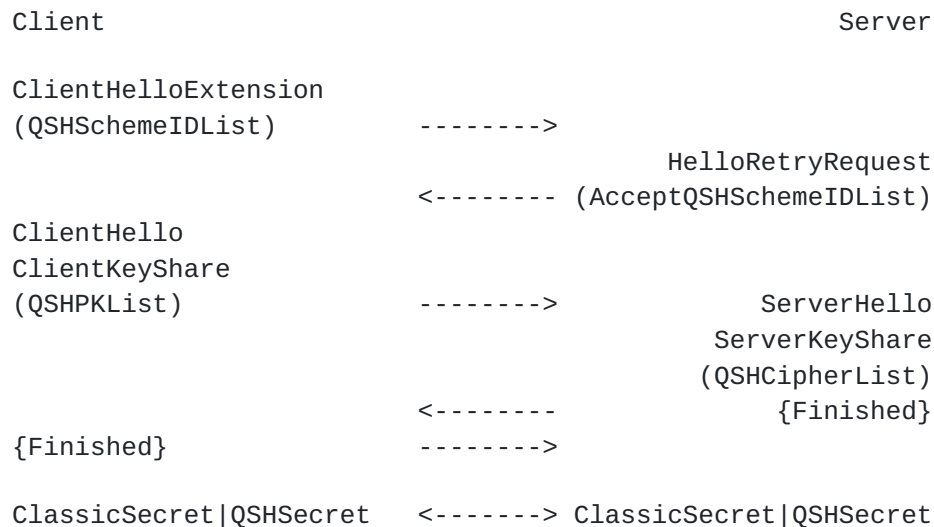 Client                                           Server

ClientHelloExtension
(QSHSchemeIDList)          -------->
                                      HelloRetryRequest
                           <-------- (AcceptQSHSchemeIDList)
ClientHello
ClientKeyShare
(QSHPKList)                -------->            ServerHello
                                             ServerKeyShare
                                            (QSHCipherList)
                           <--------             {Finished}
{Finished}                 -------->

ClassicSecret|QSHSecret   <-------> ClassicSecret|QSHSecret